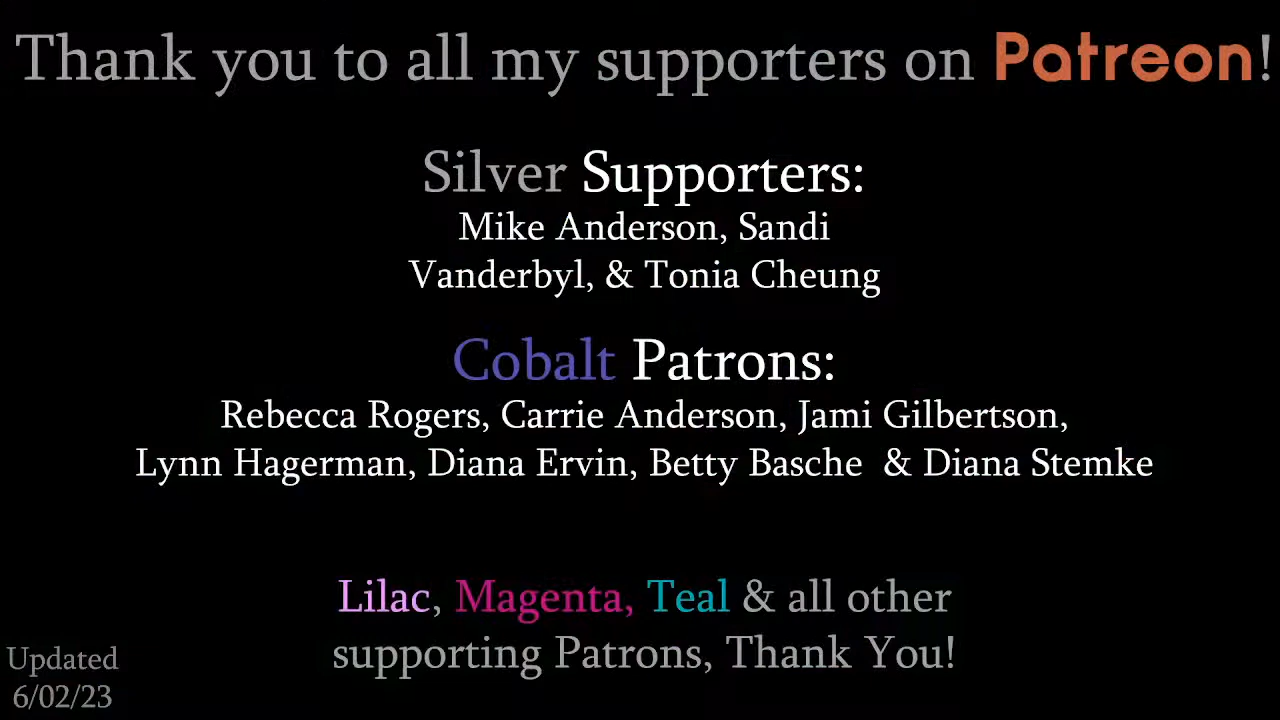 Thank you to all my supporters on Patreon!
Silver Supporters:
Mike Anderson, Sandi
Vanderbyl, & Tonia Cheung
Cobalt Patrons:
Rebecca Rogers, Carrie Anderson, Jami Gilbertson,
Lynn Hagerman, Diana Ervin, Betty Basche & Diana Stemke
Lilac, Magenta, Teal & all other
supporting Patrons, Thank You!
Updated
6/02/23